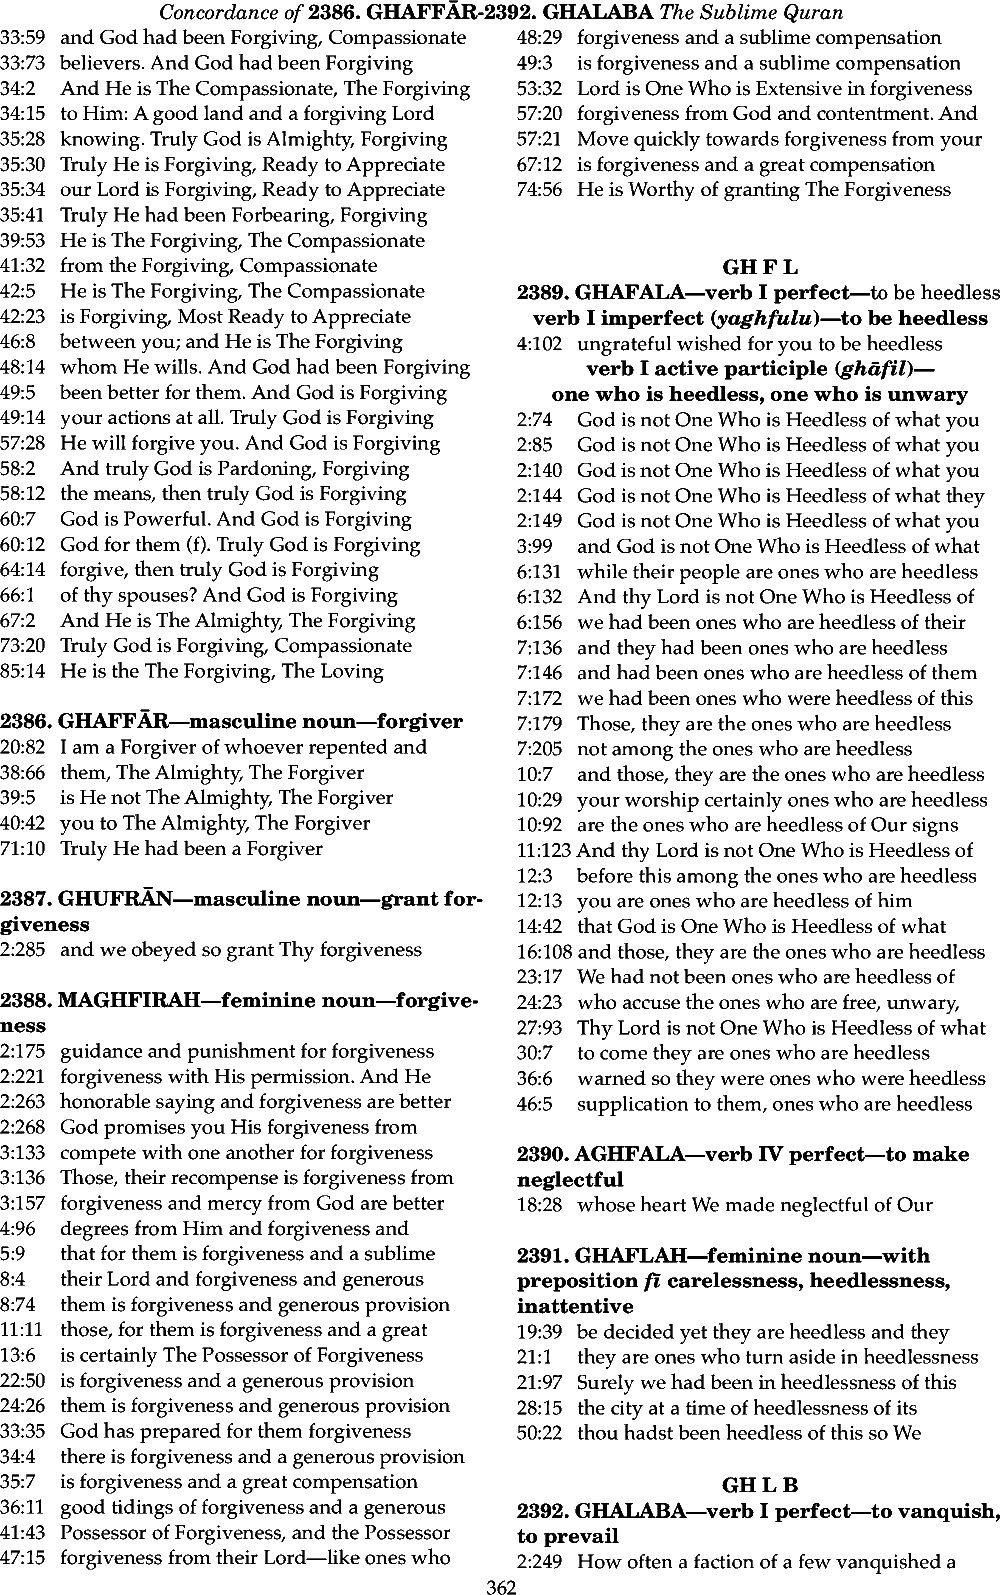 Concordance of 2386. GHAFFĀR-2392. GHALABA The Sublime Quran
33:59 and God had been Forgiving, Compassionate
33:73 believers. And God had been Forgiving
34:2 And He is The Compassionate, The Forgiving
34:15 to Him: A good land and a forgiving Lord
35:28 knowing. Truly God is Almighty, Forgiving
35:30 Truly He is Forgiving, Ready to Appreciate
35:34 our Lord is Forgiving, Ready to Appreciate
35:41 Truly He had been Forbearing, Forgiving
39:53 He is The Forgiving, The Compassionate
41:32 from the Forgiving, Compassionate
42:5 He is The Forgiving, The Compassionate
42:23 is Forgiving, Most Ready to Appreciate
46:8 between you; and He is The Forgiving
48:14 whom He wills. And God had been Forgiving
49:5 been better for them. And God is Forgiving
49:14 your actions at all. Truly God is Forgiving
57:28 He will forgive you. And God is Forgiving
58:2 And truly God is Pardoning, Forgiving
58:12 the means, then truly God is Forgiving
60:7 God is Powerful. And God is Forgiving
60:12 God for them (f). Truly God is Forgiving
64:14 forgive, then truly God is Forgiving
66:1 of thy spouses? And God is Forgiving
67:2 And He is The Almighty, The Forgiving
73:20 Truly God is Forgiving, Compassionate
85:14 He is the The Forgiving, The Loving
2386. GHAFFĀR—masculine noun—forgiver
20:82 I am a Forgiver of whoever repented and
38:66 them, The Almighty, The Forgiver
39:5 is He not The Almighty, The Forgiver
40:42 you to The Almighty, The Forgiver
71:10 Truly He had been a Forgiver
2387. GHUFRĀN—masculine noun—grant for-
giveness
2:285 and we obeyed so grant Thy forgiveness
2388. MAGHFIRAH—feminine noun—forgive-
ness
2:175 guidance and punishment for forgiveness
2:221 forgiveness with His permission. And He
2:263 honorable saying and forgiveness are better
2:268 God promises you His forgiveness from
3:133 compete with one another for forgiveness
3:136 Those, their recompense is forgiveness from
3:157 forgiveness and mercy from God are better
4:96 degrees from Him and forgiveness and
5:9 that for them is forgiveness and a sublime
8:4 their Lord and forgiveness and generous
8:74 them is forgiveness and generous provision
11:11 those, for them is forgiveness and a great
13:6 is certainly The Possessor of Forgiveness
22:50 is forgiveness and a generous provision
24:26 them is forgiveness and generous provision
33:35 God has prepared for them forgiveness
34:4 there is forgiveness and a generous provision
35:7 is forgiveness and a great compensation
36:11 good tidings of forgiveness and a generous
41:43 Possessor of Forgiveness, and the Possessor
47:15 forgiveness from their Lord—like ones who
48:29 forgiveness and a sublime compensation
49:3 is forgiveness and a sublime compensation
53:32 Lord is One Who is Extensive in forgiveness
57:20 forgiveness from God and contentment. And
57:21 Move quickly towards forgiveness from your
67:12 is forgiveness and a great compensation
74:56 He is Worthy of granting The Forgiveness
GH F L
2389. GHAFALA—verb I perfect—to be heedless
verb I imperfect (yaghfulu)—to be heedless
4:102 ungrateful wished for you to be heedless
verb I active participle (ghāfil)—
one who is heedless, one who is unwary
2:74 God is not One Who is Heedless of what you
2:85 God is not One Who is Heedless of what you
2:140 God is not One Who is Heedless of what you
2:144 God is not One Who is Heedless of what they
2:149 God is not One Who is Heedless of what you
3:99 and God is not One Who is Heedless of what
6:131 while their people are ones who are heedless
6:132 And thy Lord is not One Who is Heedless of
6:156 we had been ones who are heedless of their
7:136 and they had been ones who are heedless
7:146 and had been ones who are heedless of them
7:172 we had been ones who were heedless of this
7:179 Those, they are the ones who are heedless
7:205 not among the ones who are heedless
10:7 and those, they are the ones who are heedless
10:29 your worship certainly ones who are heedless
10:92 are the ones who are heedless of Our signs
11:123 And thy Lord is not One Who is Heedless of
12:3 before this among the ones who are heedless
12:13 you are ones who are heedless of him
14:42 that God is One Who is Heedless of what
16:108 and those, they are the ones who are heedless
23:17 We had not been ones who are heedless of
24:23 who accuse the ones who are free, unwary,
27:93 Thy Lord is not One Who is Heedless of what
30:7 to come they are ones who are heedless
36:6 warned so they were ones who were heedless
46:5 supplication to them, ones who are heedless
2390. AGHFALA—verb IV perfect—to make
neglectful
18:28 whose heart We made neglectful of Our
2391. GHAFLAH—feminine noun—with
preposition fī carelessness, heedlessness,
inattentive
19:39 be decided yet they are heedless and they
21:1 they are ones who turn aside in heedlessness
21:97 Surely we had been in heedlessness of this
28:15 the city at a time of heedlessness of its
50:22 thou hadst been heedless of this so We
GH L B
2392. GHALABA—verb I perfect—to vanquish,
to prevail
2:249 How often a faction of a few vanquished a
362